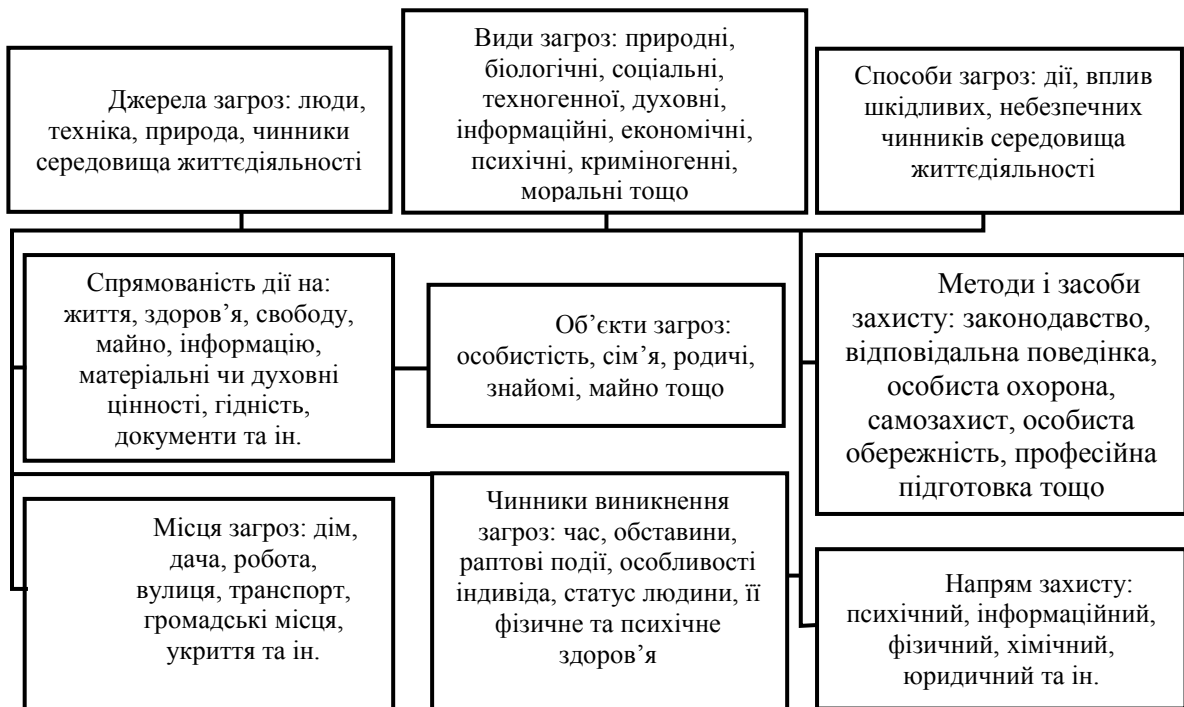 Джерела загроз: люди,
техніка, природа, чинники
середовища життєдіяльності
Види загроз: природні,
біологічні, соціальні,
техногенної, духовні,
інформаційні, економічні,
психічні, криміногенні,
моральні тощо
Способи загроз: дії, вплив
шкідливих, небезпечних
чинників середовища
життєдіяльності
Спрямованість дії на:
життя, здоров’я, свободу,
майно, інформацію,
матеріальні чи духовні
цінності, гідність,
документи та ін.
Об’єкти загроз:
особистість, сім’я, родичі,
знайомі, майно тощо
Методи і засоби
захисту: законодавство,
відповідальна поведінка,
особиста охорона,
самозахист, особиста
обережність, професійна
підготовка тощо
Місця загроз: дім,
дача, робота,
вулиця, транспорт,
громадські місця,
укриття та ін.
Чинники виникнення
загроз: час, обставини,
раптові події, особливості
індивіда, статус людини, її
фізичне та психічне
здоров’я
Напрям захисту:
психічний, інформаційний,
фізичний, хімічний,
юридичний та ін.